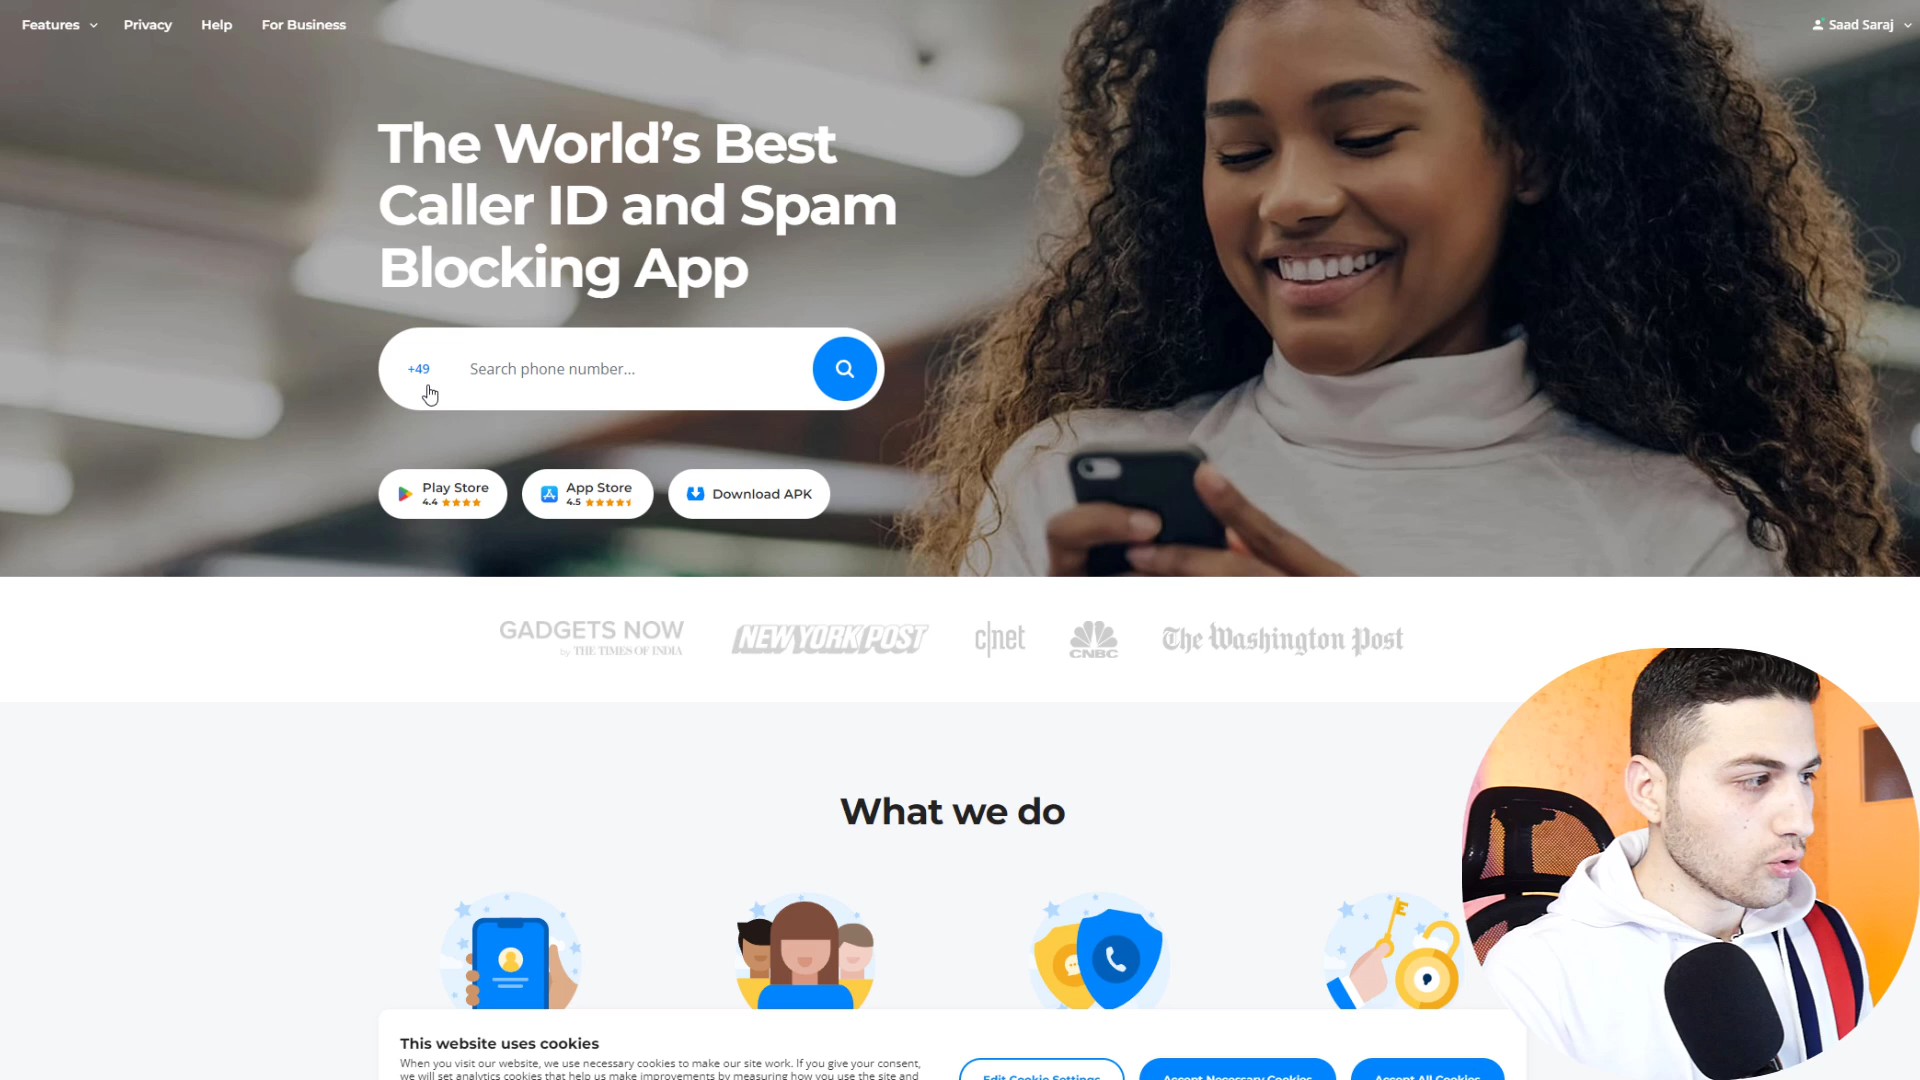 Features
Privacy
Help
For Business
Saad Saraj
The World's Best
Caller ID and Spam
Blocking App
+49
Search phone number...
Play Store
4.4
App Store
4.5
Download APK
GADGETS NOW
by THE TIMES OF INDIA
NEW YORK POST
c|net
CNBC
The Washington Post
What we do
This website uses cookies
When you visit our website, we use necessary cookies to make our site work. If you give your consent,
we will set analytics cookies that help us make improvements by measuring how you use the site and
Edit Cookie Settings
Accept Necessary Cookies
Accept All Cookies